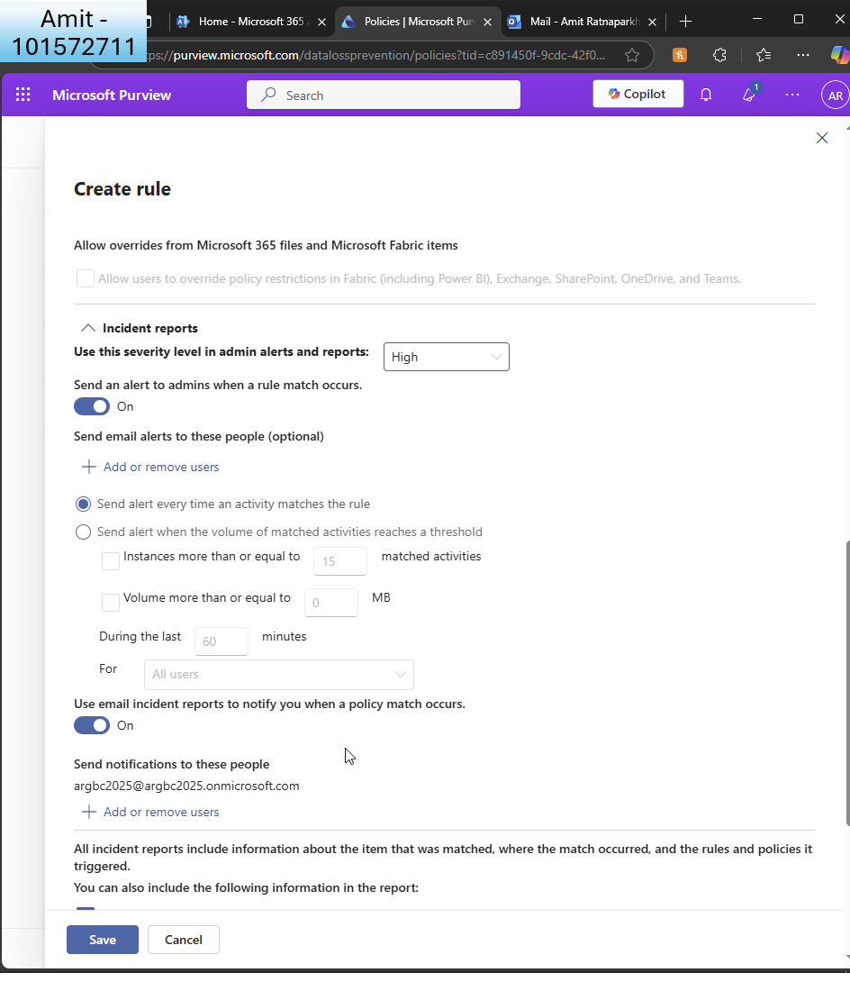 Amit -
101572711
Home - Microsoft 365
Policies | Microsoft Pur
Mail - Amit Ratnapark
ps://purview.microsoft.com/datalossprevention/policies?tid=c891450f-9cdc-42f0...
Microsoft Purview
Search
Copilot
1
AR
Create rule
Allow overrides from Microsoft 365 files and Microsoft Fabric items
Allow users to override policy restrictions in Fabric (including Power BI), Exchange, SharePoint, OneDrive, and Teams.
Incident reports
Use this severity level in admin alerts and reports:
High
Send an alert to admins when a rule match occurs.
On
Send email alerts to these people (optional)
Add or remove users
Send alert every time an activity matches the rule
Send alert when the volume of matched activities reaches a threshold
Instances more than or equal to 15 matched activities
Volume more than or equal to 0 MB
During the last 60 minutes
For All users
Use email incident reports to notify you when a policy match occurs.
On
Send notifications to these people
argbc2025@argbc2025.onmicrosoft.com
Add or remove users
All incident reports include information about the item that was matched, where the match occurred, and the rules and policies it
triggered.
You can also include the following information in the report:
Save Cancel